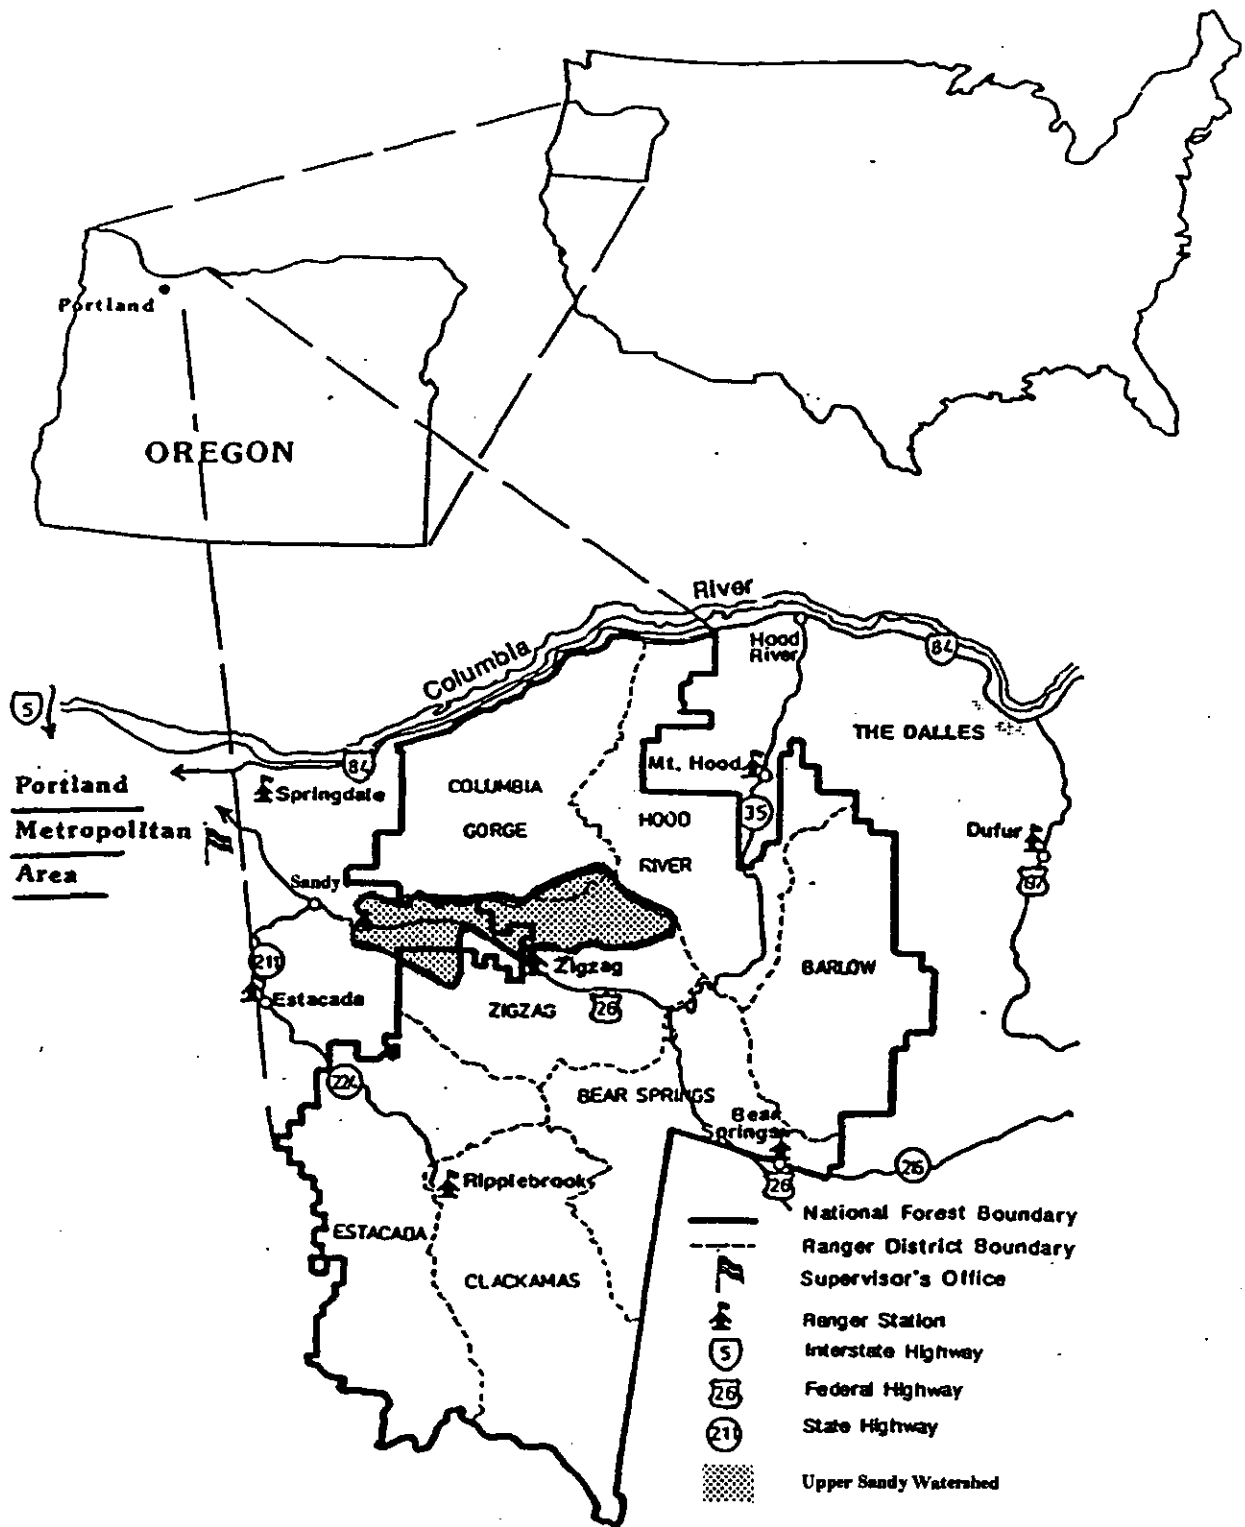 Portland
OREGON
River
Columbia
Hood
River
84
5
THE DALLES
Mt. Hood
84
Portland
Springdale
COLUMBIA
Metropolitan
GORGE
HOOD
35
Dufur
Area
RIVER
Sandy
197
211
Zigzag
BARLOW
Estacada
ZIGZAG
26
224
BEAR SPRINGS
Bear
Springs
216
26
Ripplebrook
ESTACADA
CLACKAMAS
National Forest Boundary
Ranger District Boundary
Supervisor's Office
Ranger Station
5
Interstate Highway
26
Federal Highway
211
State Highway
Upper Sandy Watershed